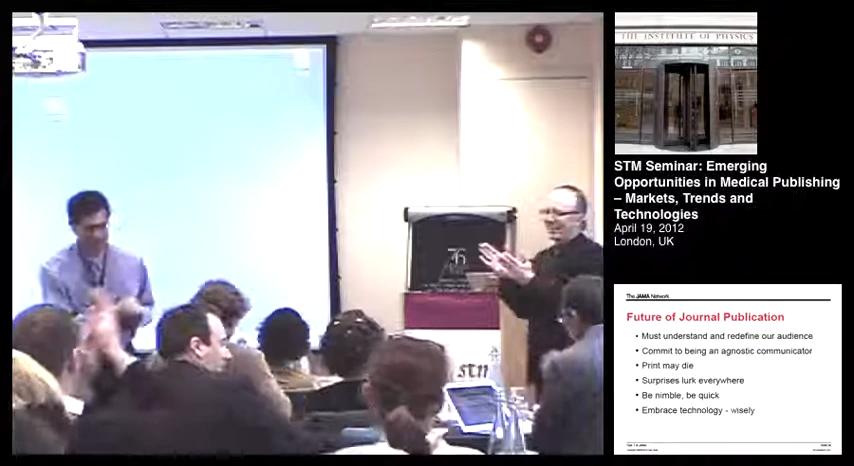 THE INSTITUTE OF PHYSICS
STM Seminar: Emerging
Opportunities in Medical Publishing
– Markets, Trends and
Technologies
April 19, 2012
London, UK
stm
The JAMA Network
Future of Journal Publication
• Must understand and redefine our audience
• Commit to being an agnostic communicator
• Print may die
• Surprises lurk everywhere
• Be nimble, be quick
• Embrace technology - wisely